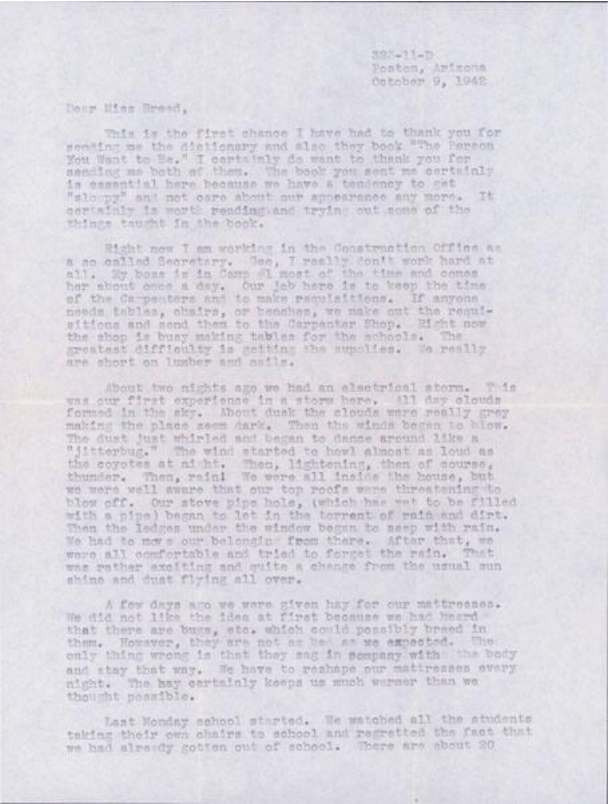 323-11-D
Poston, Arizona
October 9, 1942
Dear Miss Breed,
This is the first chance I have had to thank you for
sending me the dictionary and also they book "The Person
You Want to Be." I certainly do want to thank you for
sending me both of them. The book you sent me certainly
is essential here because we have a tendency to get
"sloppy" and not care about our appearance any more. It
certainly is worth reading and trying out some of the
things taught in the book.
Right now I am working in the Construction Office as
a so called Secretary. Gee, I really don't work hard at
all. My boss is in Camp #1 most of the time and comes
her about once a day. Our job here is to keep the time
of the Carpenters and to make requisitions. If anyone
needs tables, chairs, or benches, we make out the requi-
sitions and send them to the Carpenter Shop. Right now
the shop is busy making tables for the schools. The
greatest difficulty is getting the supplies. We really
are short on lumber and nails.
About two nights ago we had an electrical storm. This
was our first experience in a storm here. All day clouds
formed in the sky. About dusk the clouds were really grey
making the place seem dark. Then the winds began to blow.
The dust just whirled and began to dance around like a
"jitterbug." The wind started to howl almost as loud as
the coyotes at night. Then, lightening, then of course,
thunder. Then, rain! We were all inside the house, but
we were well aware that our top roofs were threatening to
blow off. Our stove pipe hole, (which has yet to be filled
with a pipe) began to let in the torrent of rain and dirt.
Then the ledges under the window began to seep with rain.
We had to move our belonging from there. After that, we
were all comfortable and tried to forget the rain. That
was rather exciting and quite a change from the usual sun
shine and dust flying all over.
A few days ago we were given hay for our mattresses.
We did not like the idea at first because we had heard
that there are bugs, etc. which could possibly breed in
them. However, they are not as bad as we expected. The
only thing wrong is that they sag in company with the body
and stay that way. We have to reshape our mattresses every
night. The hay certainly keeps us much warmer than we
thought possible.
Last Monday school started. We watched all the students
taking their own chairs to school and regretted the fact that
we had already gotten out of school. There are about 20